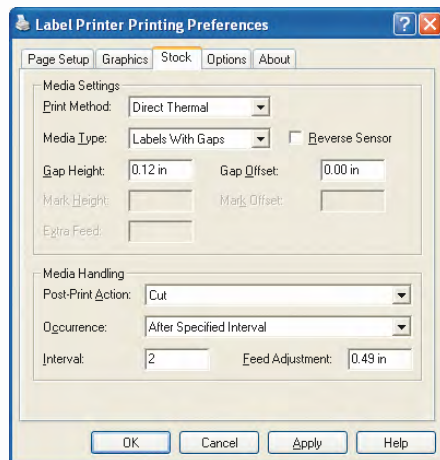 Label Printer Printing Preferences
Page Setup Graphics Stock Options About
Media Settings
Print Method: Direct Thermal
Media Type: Labels With Gaps Reverse Sensor
Gap Height: 0.12 in Gap Offset: 0.00 in
Mark Height: Mark Offset:
Extra Feed:
Media Handling
Post-Print Action: Cut
Occurrence: After Specified Interval
Interval: 2 Feed Adjustment: 0.49 in
OK Cancel Apply Help